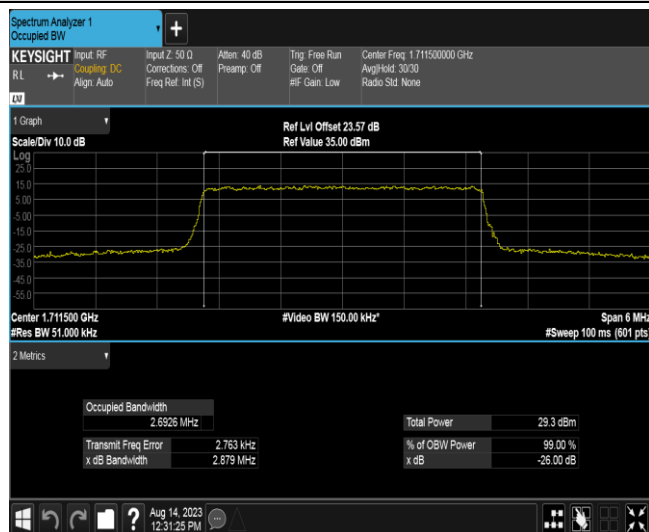 Spectrum Analyzer 1
Occupied BW
+
KEYSIGHT
RL
LXI
Input: RF
Coupling: DC
Align: Auto
Input Z: 50 Ω
Corrections: Off
Freq Ref: Int (S)
Atten: 40 dB
Preamp: Off
Trig: Free Run
Gate: Off
#IF Gain: Low
Center Freq: 1.711500000 GHz
Avg|Hold: 30/30
Radio Std: None
1 Graph
Scale/Div 10.0 dB
Ref Lvl Offset 23.57 dB
Ref Value 35.00 dBm
Log
25.0
15.0
5.00
-5.00
-15.0
-25.0
-35.0
-45.0
-55.0
Center 1.711500 GHz
#Video BW 150.00 kHz*
Span 6 MHz
#Res BW 51.000 kHz
#Sweep 100 ms (601 pts)
2 Metrics
Occupied Bandwidth
2.6926 MHz
Total Power 29.3 dBm
Transmit Freq Error 2.763 kHz
% of OBW Power 99.00 %
x dB Bandwidth 2.879 MHz
x dB -26.00 dB
?
Aug 14, 2023
12:31:25 PM